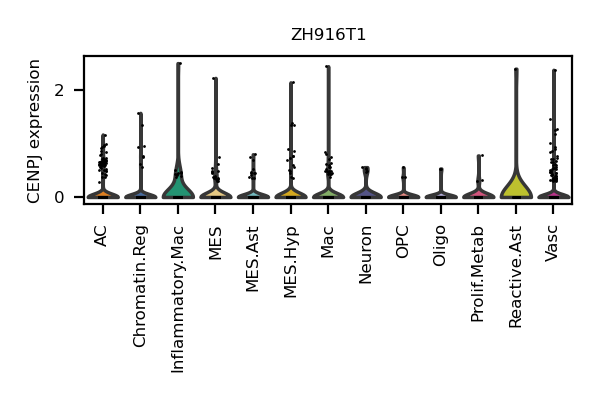 ZH916T1
CENPJ expression
2
0
AC
Chromatin.Reg
Inflammatory.Mac
MES
MES.Ast
MES.Hyp
Mac
Neuron
OPC
Oligo
Prolif.Metab
Reactive.Ast
Vasc